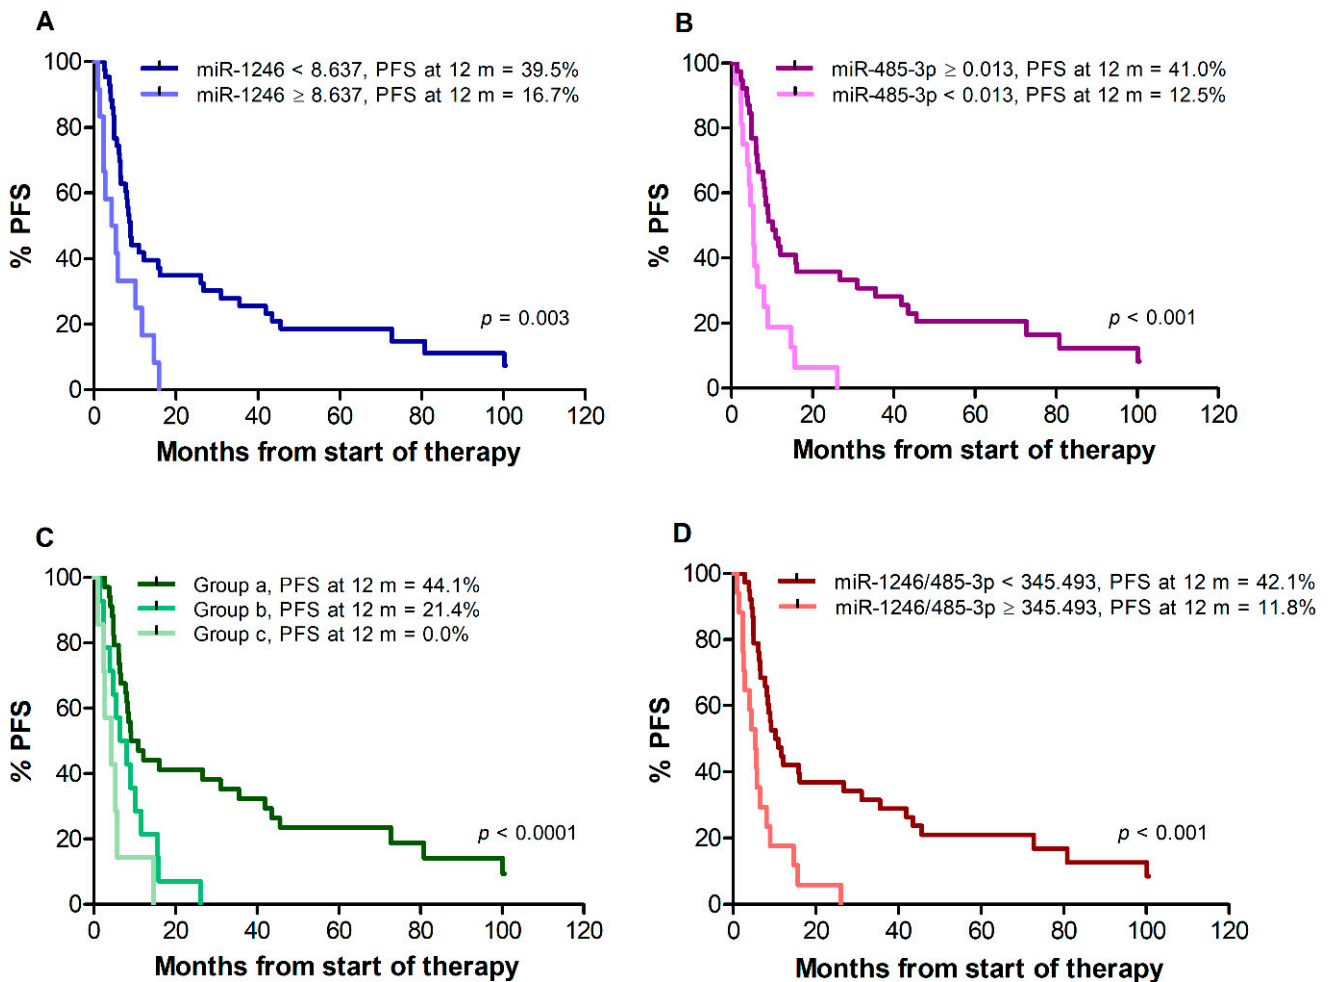 A
miR-1246 < 8.637, PFS at 12 m = 39.5%
miR-1246 ≥ 8.637, PFS at 12 m = 16.7%
% PFS
100
80
60
40
20
0
p = 0.003
0 20 40 60 80 100 120
Months from start of therapy
B
miR-485-3p ≥ 0.013, PFS at 12 m = 41.0%
miR-485-3p < 0.013, PFS at 12 m = 12.5%
% PFS
100
80
60
40
20
0
p < 0.001
0 20 40 60 80 100 120
Months from start of therapy
C
Group a, PFS at 12 m = 44.1%
Group b, PFS at 12 m = 21.4%
Group c, PFS at 12 m = 0.0%
% PFS
100
80
60
40
20
0
p < 0.0001
0 20 40 60 80 100 120
Months from start of therapy
D
miR-1246/485-3p < 345.493, PFS at 12 m = 42.1%
miR-1246/485-3p ≥ 345.493, PFS at 12 m = 11.8%
% PFS
100
80
60
40
20
0
p < 0.001
0 20 40 60 80 100 120
Months from start of therapy